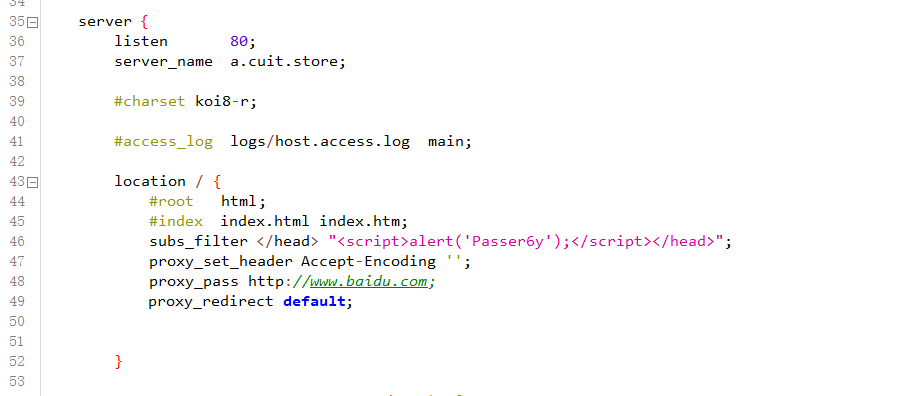 34
35 server {
36 listen 80;
37 server_name a.cuit.store;
38
39 #charset koi8-r;
40
41 #access_log logs/host.access.log main;
42
43 location / {
44 #root html;
45 #index index.html index.htm;
46 subs_filter </head> "<script>alert('Passer6y');</script></head>";
47 proxy_set_header Accept-Encoding '';
48 proxy_pass http://www.baidu.com;
49 proxy_redirect default;
50
51
52 }
53